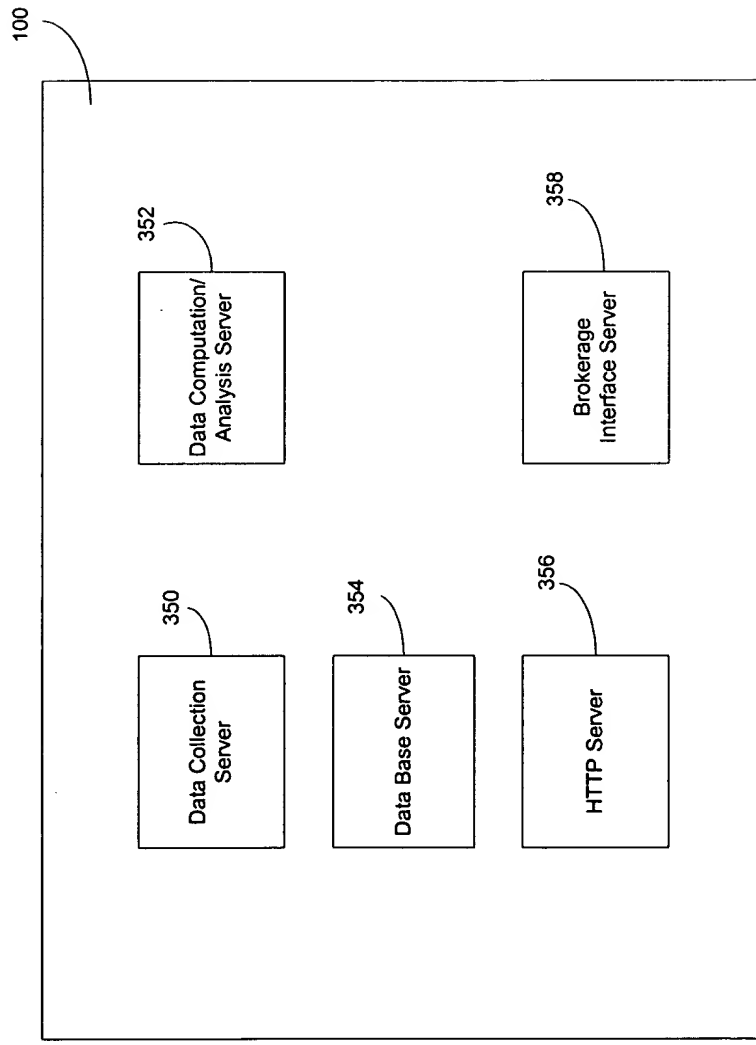 100
352
Data Computation/
Analysis Server
358
Brokerage
Interface Server
350
Data Collection
Server
354
Data Base Server
356
HTTP Server